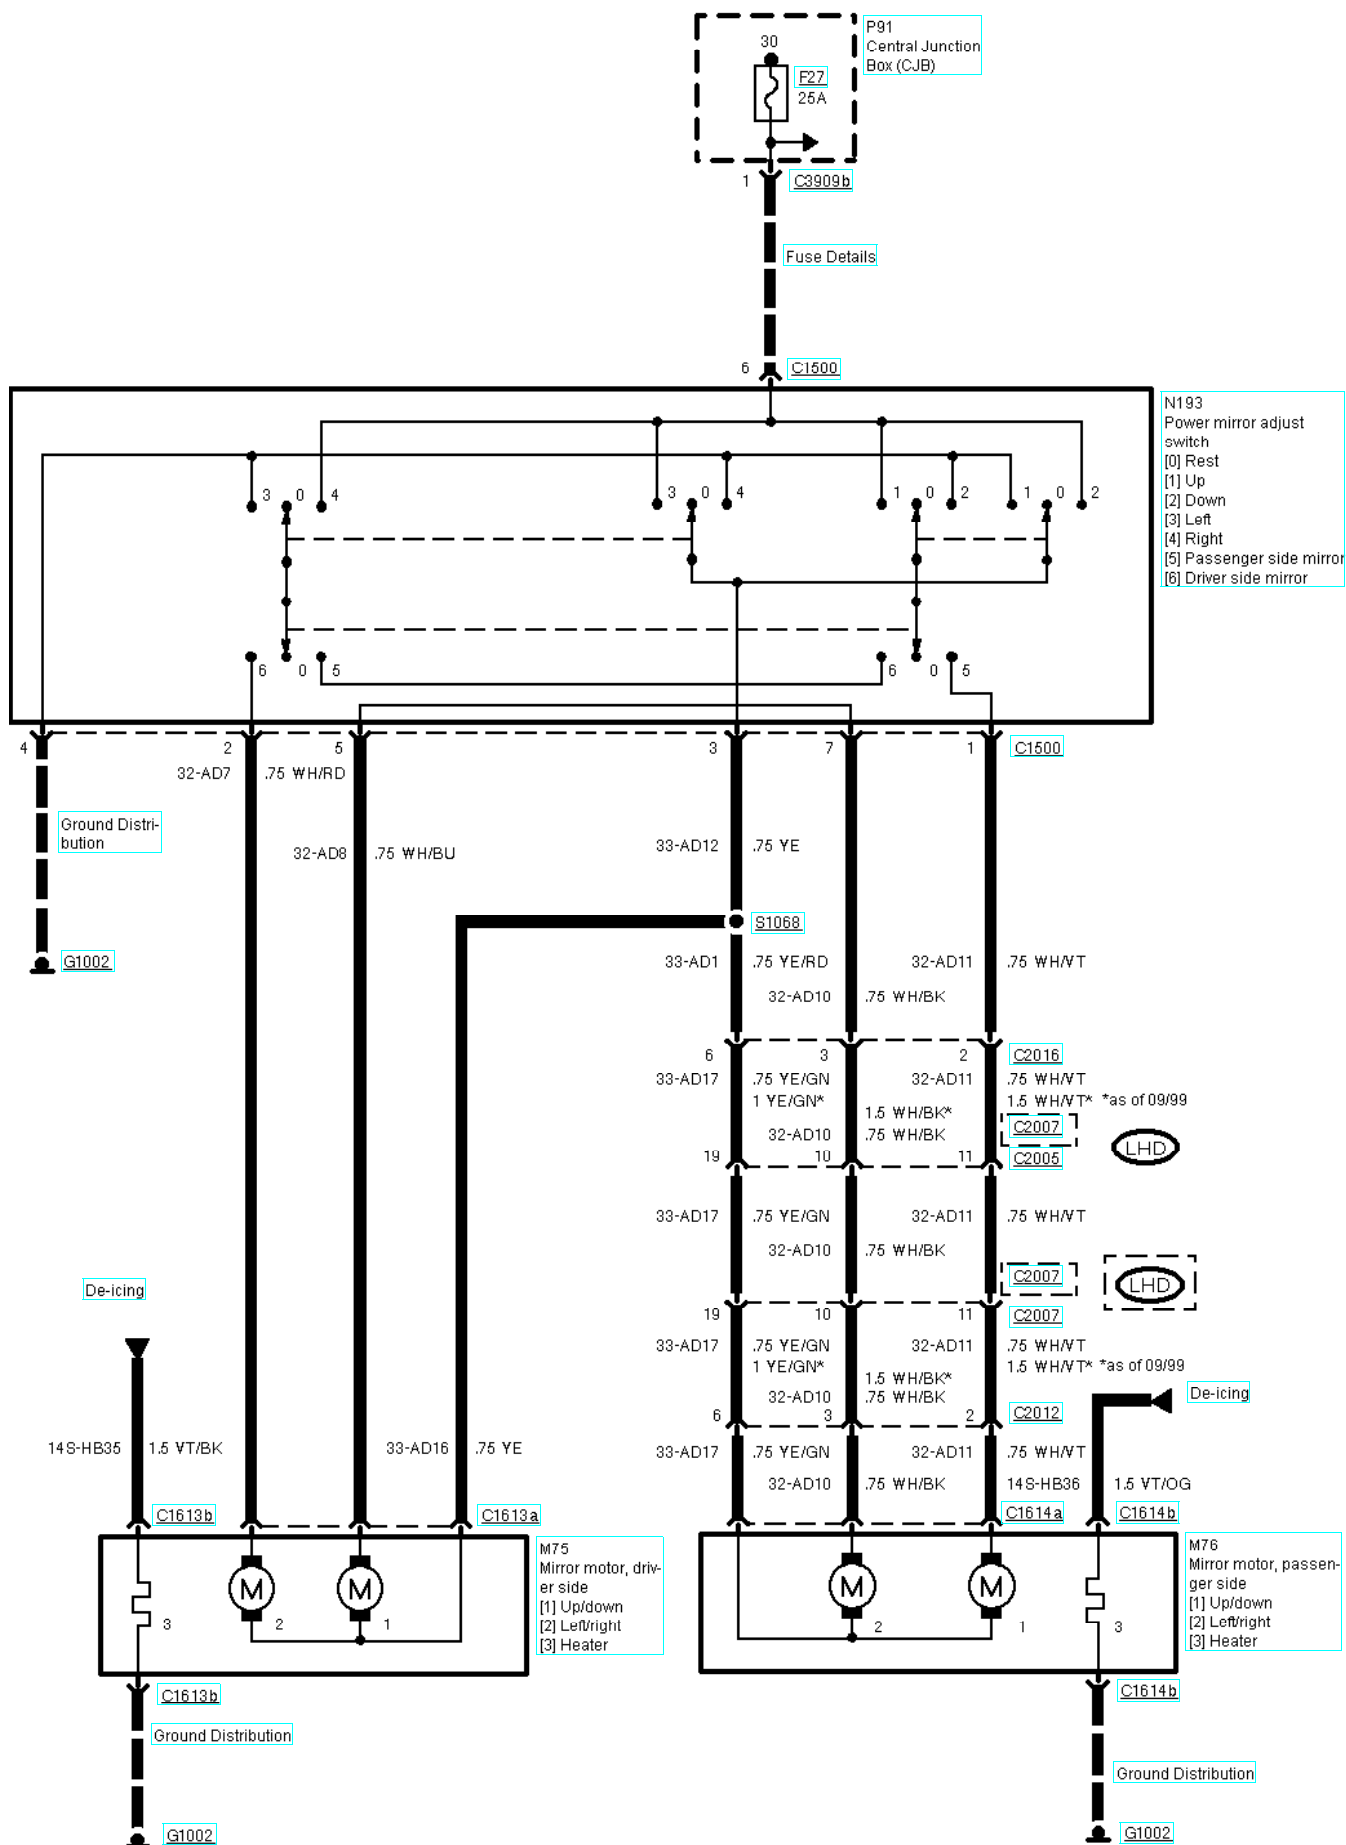 P91
Central Junction
Box (CJB)
30
F27
25A
1
C3909b
Fuse Details
6
C1500
N193
Power mirror adjust
switch
[0] Rest
[1] Up
[2] Down
[3] Left
[4] Right
[5] Passenger side mirror
[6] Driver side mirror
3 0 4 3 0 4 1 0 2 1 0 2
6 0 5 6 0 5
4 2 5 3 7 1 C1500
32-AD7 .75 WH/RD
Ground Distri-
bution
32-AD8 .75 WH/BU
33-AD12 .75 YE
S1068
G1002
33-AD1 .75 YE/RD 32-AD11 .75 WH/VT
32-AD10 .75 WH/BK
6 3 2 C2016
33-AD17 .75 YE/GN 32-AD11 .75 WH/VT
1 YE/GN* 1.5 WH/VT* *as of 09/99
1.5 WH/BK*
C2007
32-AD10 .75 WH/BK
LHD
19 10 11 C2005
33-AD17 .75 YE/GN 32-AD11 .75 WH/VT
32-AD10 .75 WH/BK
C2007
LHD
De-icing
19 10 11 C2007
33-AD17 .75 YE/GN 32-AD11 .75 WH/VT
1 YE/GN* 1.5 WH/VT* *as of 09/99
1.5 WH/BK*
32-AD10 .75 WH/BK
De-icing
6 3 2 C2012
14S-HB35 1.5 VT/BK 33-AD16 .75 YE
33-AD17 .75 YE/GN 32-AD11 .75 WH/VT
32-AD10 .75 WH/BK 14S-HB36 1.5 VT/OG
C1613b C1613a C1614a C1614b
M75
Mirror motor, driv-
er side
[1] Up/down
[2] Left/right
[3] Heater
M M
3 2 1
M76
Mirror motor, passen-
ger side
[1] Up/down
[2] Left/right
[3] Heater
M M
2 1 3
C1613b
C1614b
Ground Distribution
Ground Distribution
G1002
G1002